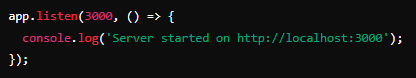 app.listen(3000, () => {
  console.log('Server started on http://localhost:3000');
});